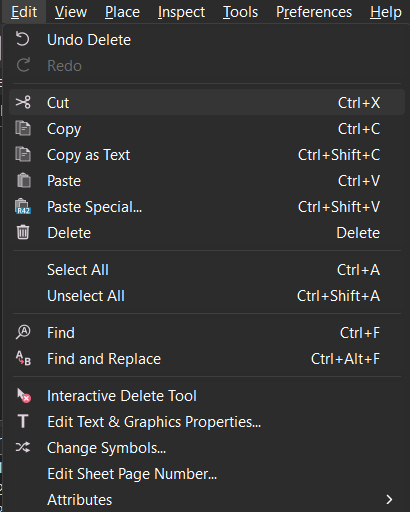 Edit View Place Inspect Tools Preferences Help
Undo Delete
Redo
Cut Ctrl+X
Copy Ctrl+C
Copy as Text Ctrl+Shift+C
Paste Ctrl+V
R42 Paste Special... Ctrl+Shift+V
Delete Delete
Select All Ctrl+A
Unselect All Ctrl+Shift+A
A Find Ctrl+F
A B Find and Replace Ctrl+Alt+F
Interactive Delete Tool
T Edit Text & Graphics Properties...
Change Symbols...
Edit Sheet Page Number...
Attributes